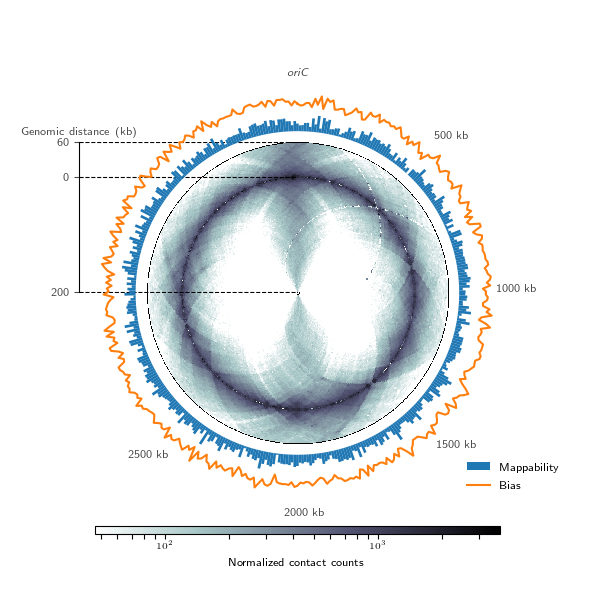 oriC
Genomic distance (kb)
60
500 kb
0
200
1000 kb
2500 kb
1500 kb
Mappability
Bias
2000 kb
10²
10³
Normalized contact counts